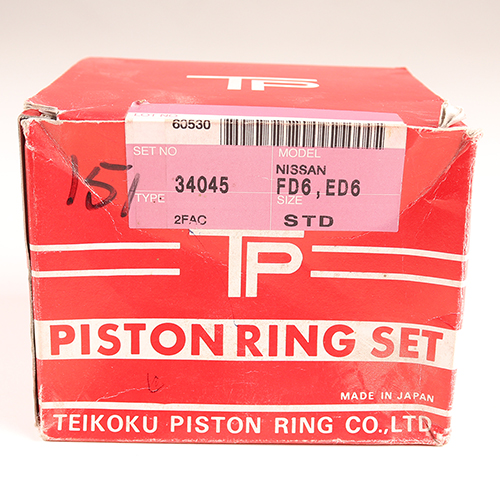 TP
60530
SET NO MODEL
34045 NISSAN
FD6, ED6
TYPE SIZE
2FAC STD
151
TP
PISTON RING SET
MADE IN JAPAN
TEIKOKU PISTON RING CO., LTD